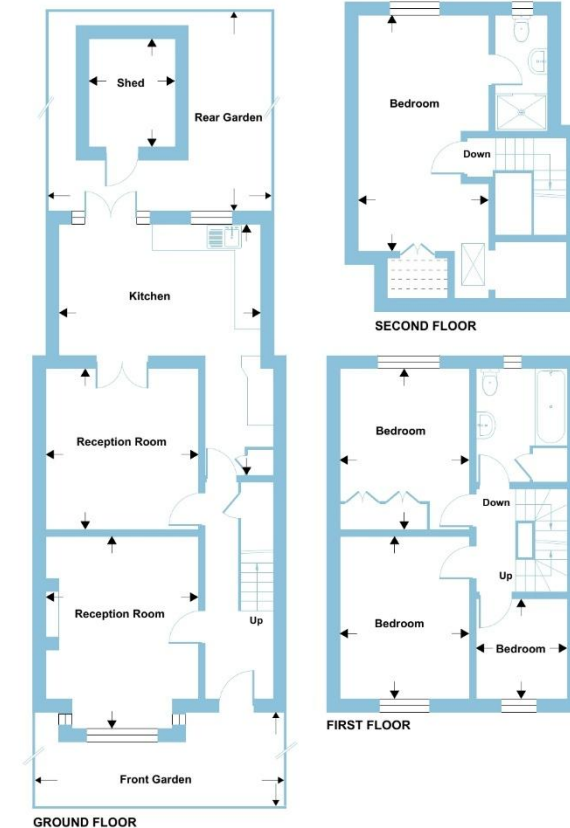 Shed
Rear Garden
Kitchen
Reception Room
Reception Room
Up
Front Garden
GROUND FLOOR
Bedroom
Down
SECOND FLOOR
Bedroom
Down
Up
Bedroom
Bedroom
FIRST FLOOR